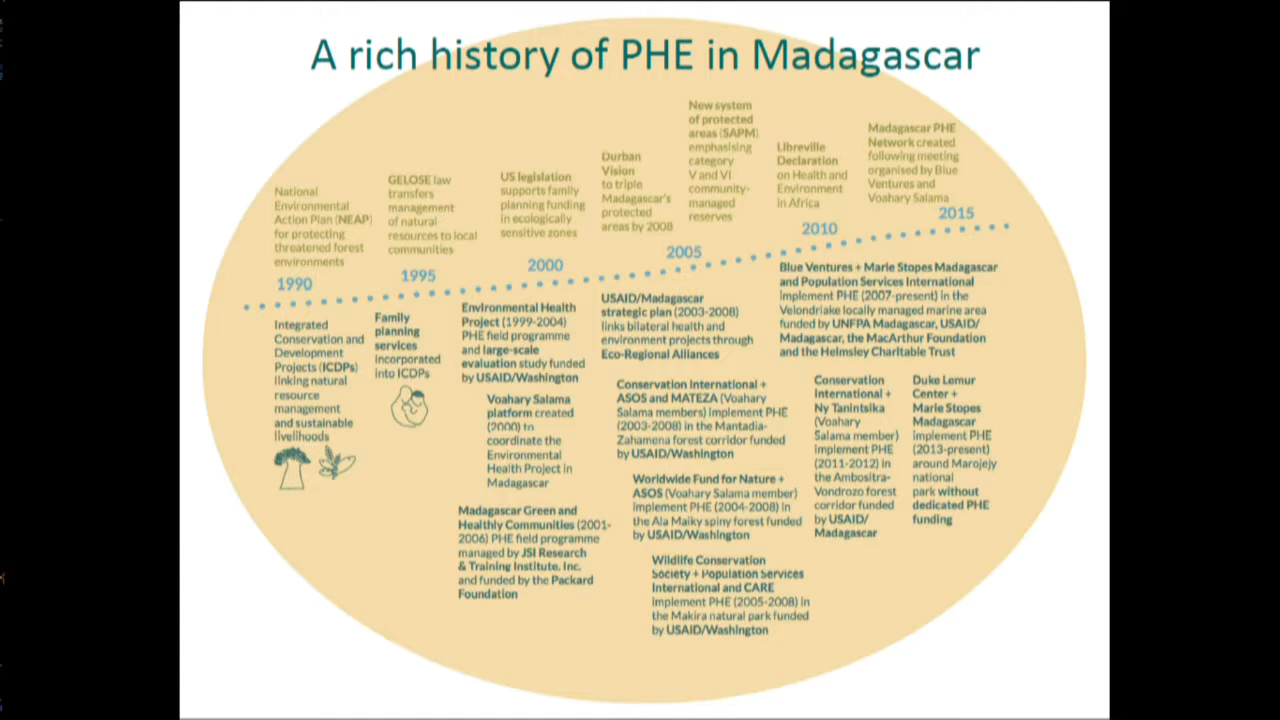 A rich history of PHE in Madagascar
National
Environmental
Action Plan (NEAP)
for protecting
threatened forest
environments
GELOSE law
transfers
management
of natural
resources to local
communities
US legislation
supports family
planning funding
in ecologically
sensitive zones
Durban
Vision
to triple
Madagascar's
protected
areas by 2008
New system
of protected
areas (SAPM)
emphasising
category
V and VI
community-
managed
reserves
Libreville
Declaration
on Health and
Environment
in Africa
Madagascar PHE
Network created
following meeting
organised by Blue
Ventures and
Voahary Salama
1990
1995
2000
2005
2010
2015
Integrated
Conservation and
Development
Projects (ICDPs)
linking natural
resource
management
and sustainable
livelihoods
Family
planning
services
incorporated
into ICDPs
Environmental Health
Project (1999-2004)
PHE field programme
and large-scale
evaluation study funded
by USAID/Washington
Voahary Salama
platform created
(2000) to
coordinate the
Environmental
Health Project in
Madagascar
Madagascar Green and
Healthly Communities (2001-
2006) PHE field programme
managed by JSI Research
& Training Institute, Inc.
and funded by the Packard
Foundation
USAID/Madagascar
strategic plan (2003-2008)
links bilateral health and
environment projects through
Eco-Regional Alliances
Conservation International +
ASOS and MATEZA (Voahary
Salama members) implement PHE
(2003-2008) in the Mantadia-
Zahamena forest corridor funded
by USAID/Washington
Worldwide Fund for Nature +
ASOS (Voahary Salama member)
implement PHE (2004-2008) in
the Ala Maiky spiny forest funded
by USAID/Washington
Wildlife Conservation
Society + Population Services
International and CARE
implement PHE (2005-2008) in
the Makira natural park funded
by USAID/Washington
Blue Ventures + Marie Stopes Madagascar
and Population Services International
implement PHE (2007-present) in the
Velondriake locally managed marine area
funded by UNFPA Madagascar, USAID/
Madagascar, the MacArthur Foundation
and the Helmsley Charitable Trust
Conservation
International +
Ny Tanintsika
(Voahary
Salama member)
implement PHE
(2011-2012) in
the Ambositra-
Vondrozo forest
corridor funded
by USAID/
Madagascar
Duke Lemur
Center +
Marie Stopes
Madagascar
implement PHE
(2013-present)
around Marojejy
national
park without
dedicated PHE
funding